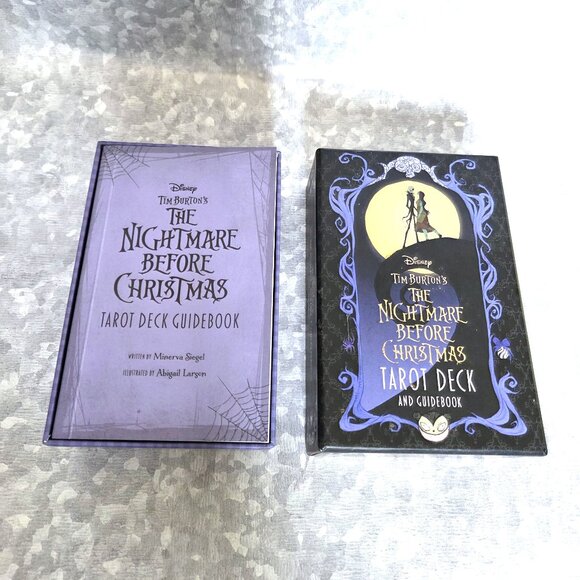 Disney
TIM BURTON'S
THE
NIGHTMARE
BEFORE
CHRISTMAS
TAROT DECK GUIDEBOOK
WRITTEN BY Minerva Siegel
ILLUSTRATED BY Abigail Larson
Disney
TIM BURTON'S
THE
NIGHTMARE
BEFORE
CHRISTMAS
TAROT DECK
AND GUIDEBOOK